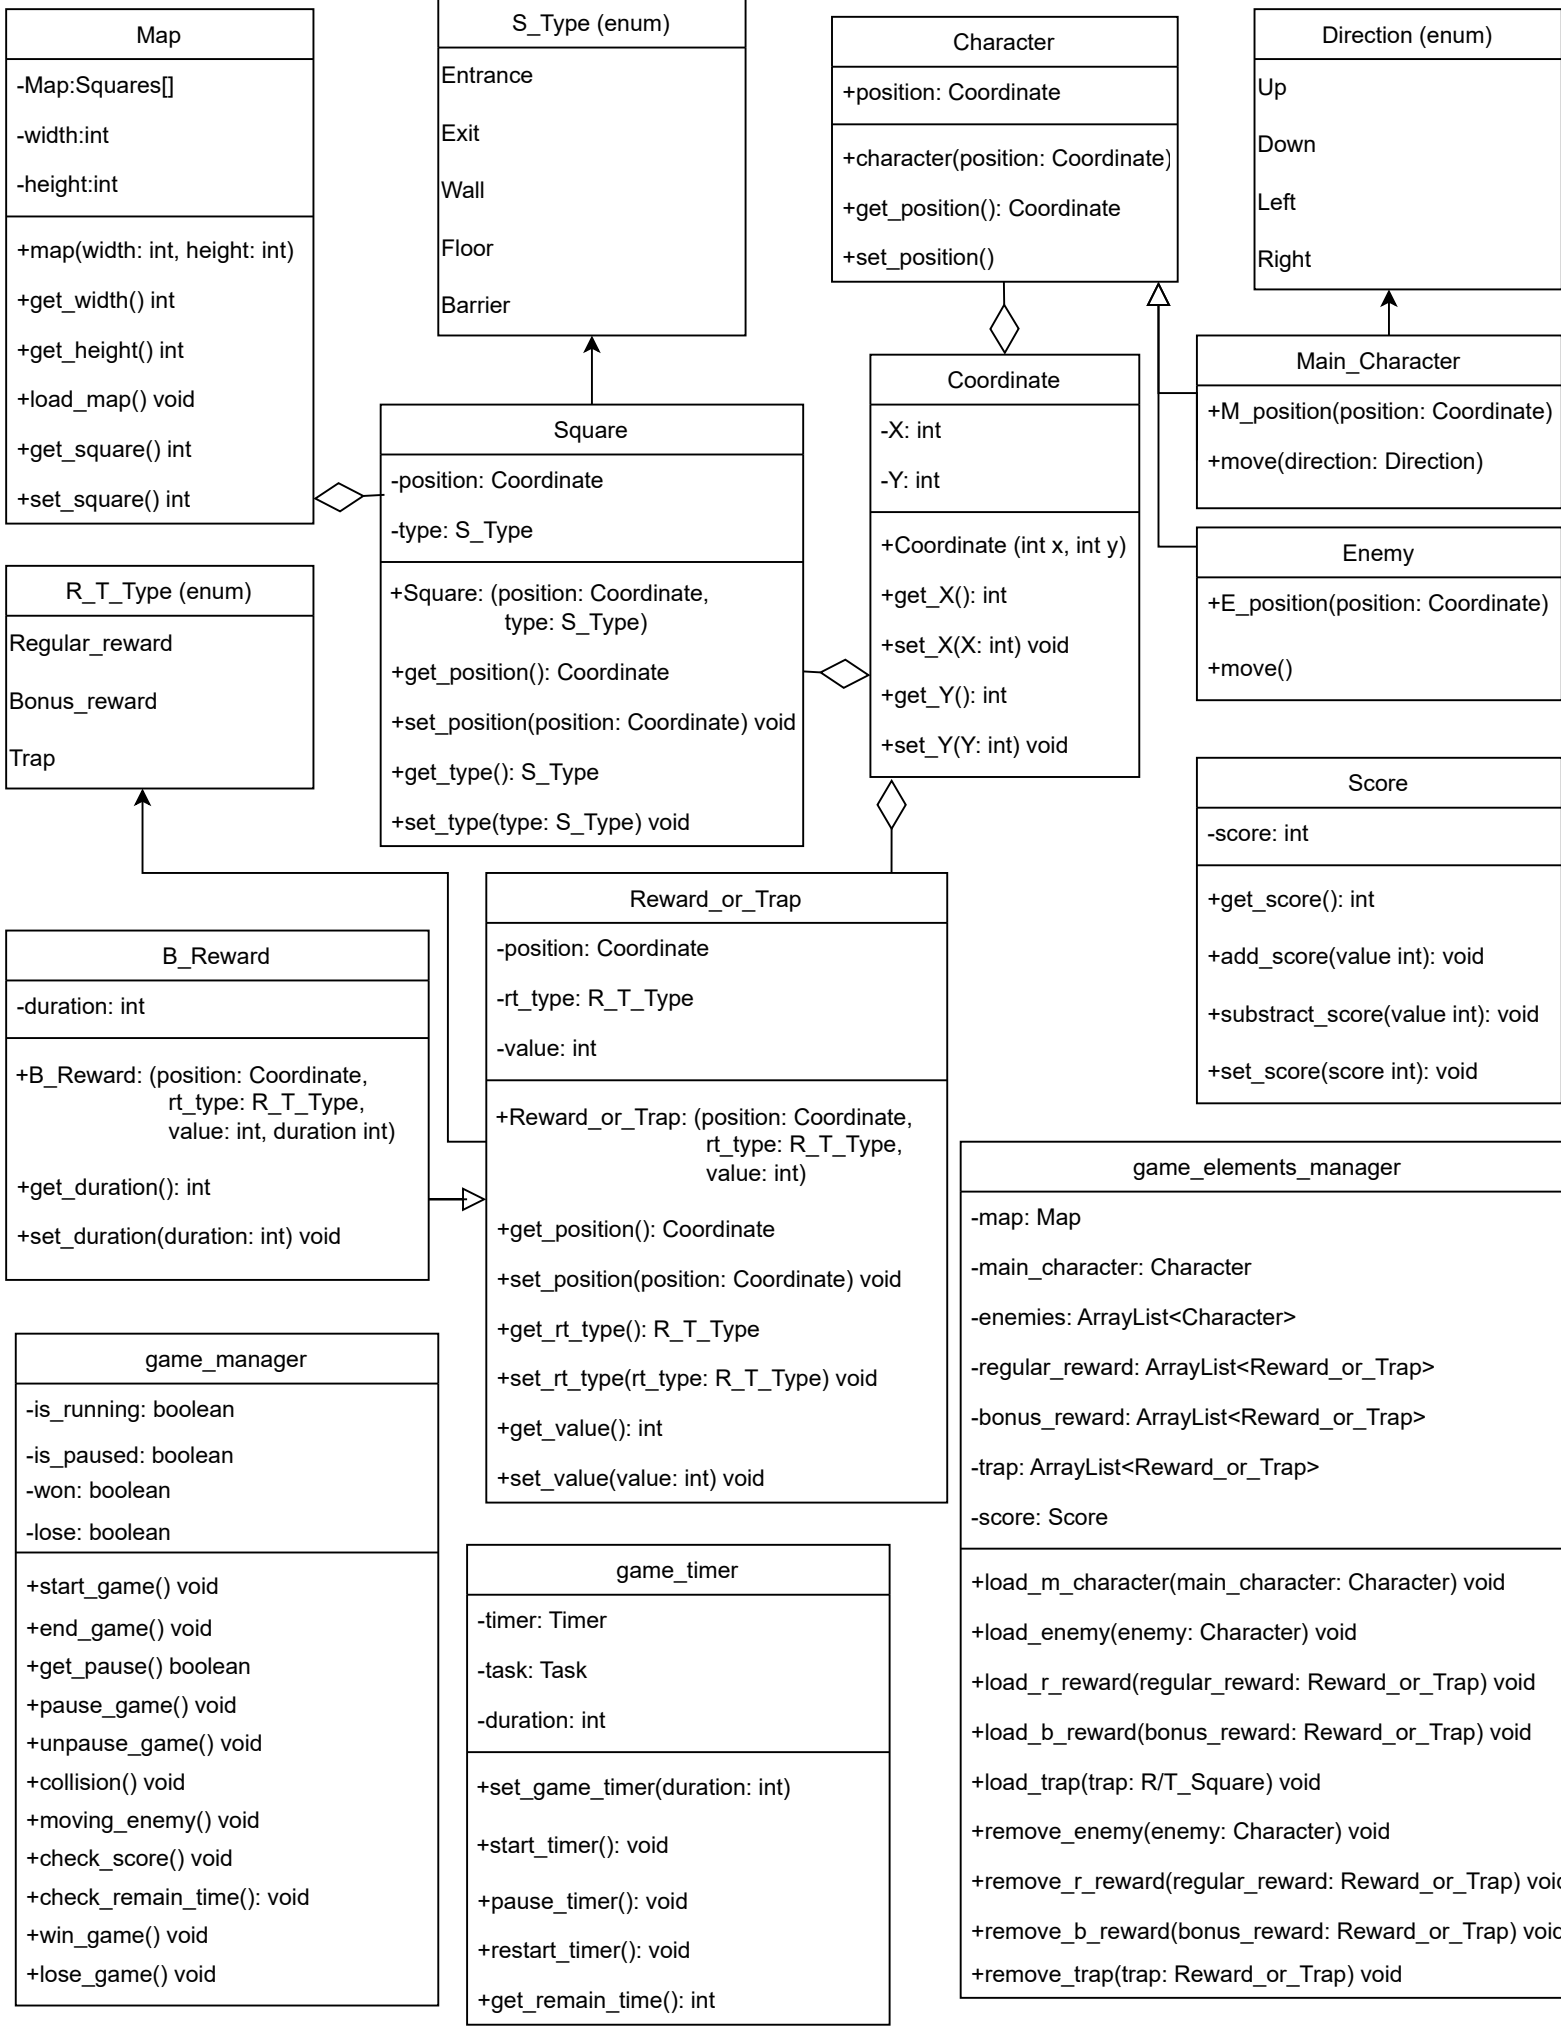 Map
-Map:Squares[]
-width:int
-height:int
+map(width: int, height: int)
+get_width() int
+get_height() int
+load_map() void
+get_square() int
+set_square() int
S_Type (enum)
Entrance
Exit
Wall
Floor
Barrier
Character
+position: Coordinate
+character(position: Coordinate)
+get_position(): Coordinate
+set_position()
Direction (enum)
Up
Down
Left
Right
Square
-position: Coordinate
-type: S_Type
+Square: (position: Coordinate,
type: S_Type)
+get_position(): Coordinate
+set_position(position: Coordinate) void
+get_type(): S_Type
+set_type(type: S_Type) void
Coordinate
-X: int
-Y: int
+Coordinate (int x, int y)
+get_X(): int
+set_X(X: int) void
+get_Y(): int
+set_Y(Y: int) void
Main_Character
+M_position(position: Coordinate)
+move(direction: Direction)
Enemy
+E_position(position: Coordinate)
+move()
R_T_Type (enum)
Regular_reward
Bonus_reward
Trap
Score
-score: int
+get_score(): int
+add_score(value int): void
+substract_score(value int): void
+set_score(score int): void
B_Reward
-duration: int
+B_Reward: (position: Coordinate,
rt_type: R_T_Type,
value: int, duration int)
+get_duration(): int
+set_duration(duration: int) void
Reward_or_Trap
-position: Coordinate
-rt_type: R_T_Type
-value: int
+Reward_or_Trap: (position: Coordinate,
rt_type: R_T_Type,
value: int)
+get_position(): Coordinate
+set_position(position: Coordinate) void
+get_rt_type(): R_T_Type
+set_rt_type(rt_type: R_T_Type) void
+get_value(): int
+set_value(value: int) void
game_elements_manager
-map: Map
-main_character: Character
-enemies: ArrayList<Character>
-regular_reward: ArrayList<Reward_or_Trap>
-bonus_reward: ArrayList<Reward_or_Trap>
-trap: ArrayList<Reward_or_Trap>
-score: Score
+load_m_character(main_character: Character) void
+load_enemy(enemy: Character) void
+load_r_reward(regular_reward: Reward_or_Trap) void
+load_b_reward(bonus_reward: Reward_or_Trap) void
+load_trap(trap: R/T_Square) void
+remove_enemy(enemy: Character) void
+remove_r_reward(regular_reward: Reward_or_Trap) void
+remove_b_reward(bonus_reward: Reward_or_Trap) void
+remove_trap(trap: Reward_or_Trap) void
game_manager
-is_running: boolean
-is_paused: boolean
-won: boolean
-lose: boolean
+start_game() void
+end_game() void
+get_pause() boolean
+pause_game() void
+unpause_game() void
+collision() void
+moving_enemy() void
+check_score() void
+check_remain_time(): void
+win_game() void
+lose_game() void
game_timer
-timer: Timer
-task: Task
-duration: int
+set_game_timer(duration: int)
+start_timer(): void
+pause_timer(): void
+restart_timer(): void
+get_remain_time(): int